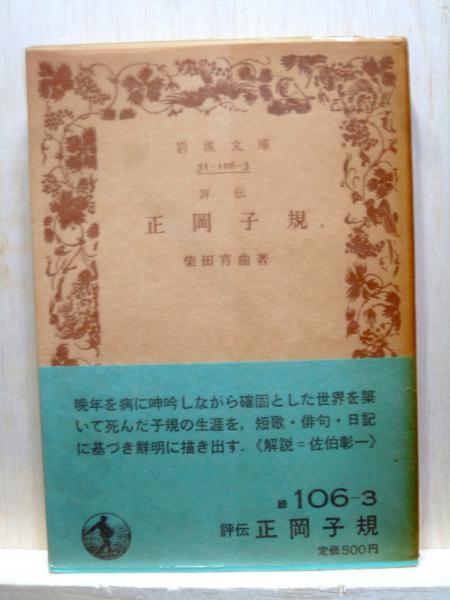 岩波文庫
31-106-3
評伝
正岡子規
柴田宵曲著
晩年を病に呻吟しながら確固とした世界を築
いて死んだ子規の生涯を，短歌・俳句・日記
に基づき鮮明に描き出す．《解説＝佐伯彰一》
緑 106-3
評伝 正岡子規
定価500円